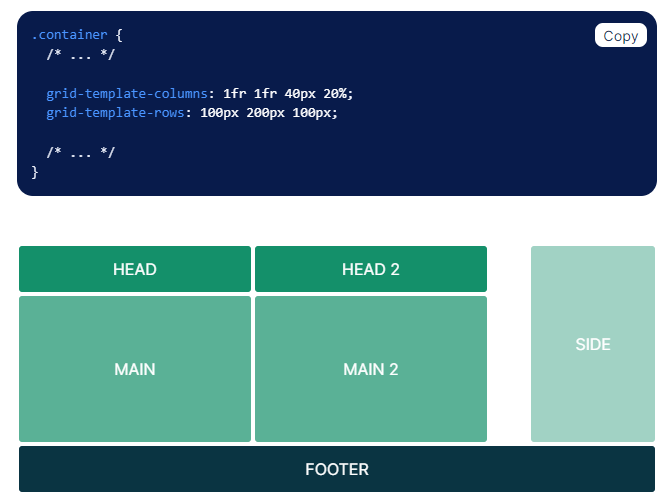 .container {
Copy
/* ... */
grid-template-columns: 1fr 1fr 40px 20%;
grid-template-rows: 100px 200px 100px;
/* ... */
}
HEAD
HEAD 2
MAIN
MAIN 2
SIDE
FOOTER